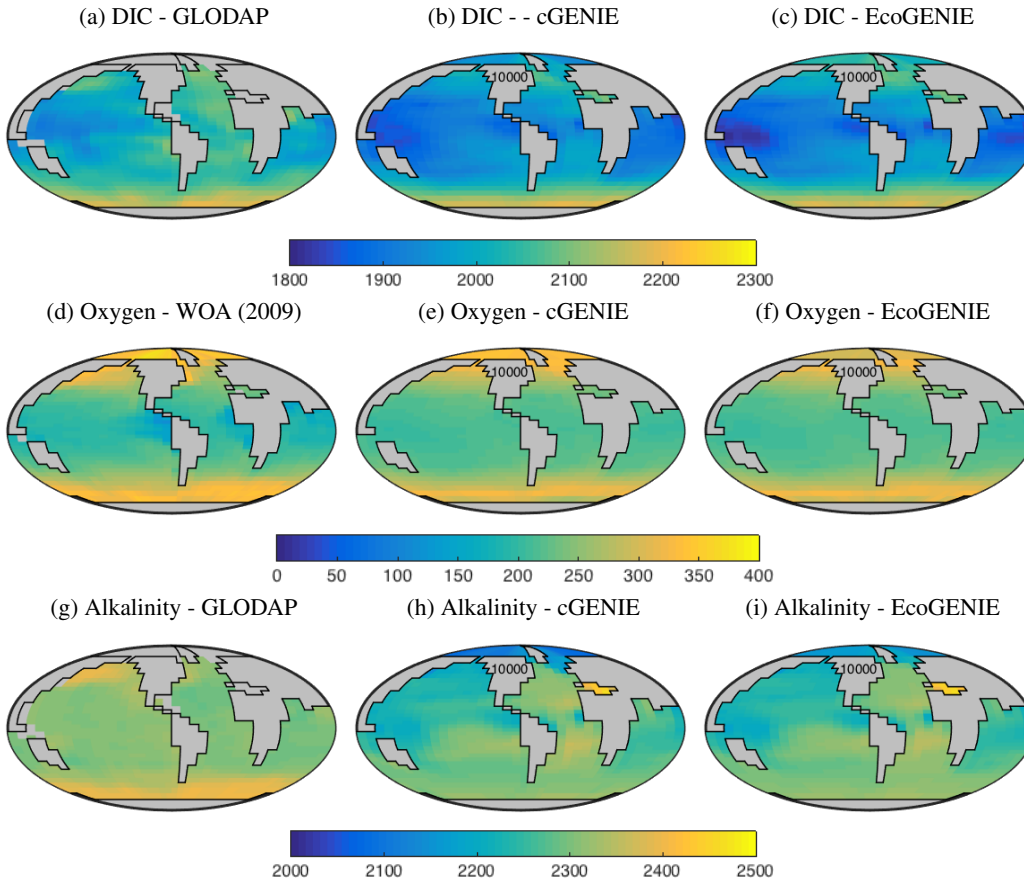 (a) DIC - GLODAP (b) DIC - - cGENIE (c) DIC - EcoGENIE
10000 10000
1800 1900 2000 2100 2200 2300
(d) Oxygen - WOA (2009) (e) Oxygen - cGENIE (f) Oxygen - EcoGENIE
10000 10000
0 50 100 150 200 250 300 350 400
(g) Alkalinity - GLODAP (h) Alkalinity - cGENIE (i) Alkalinity - EcoGENIE
10000 10000
2000 2100 2200 2300 2400 2500